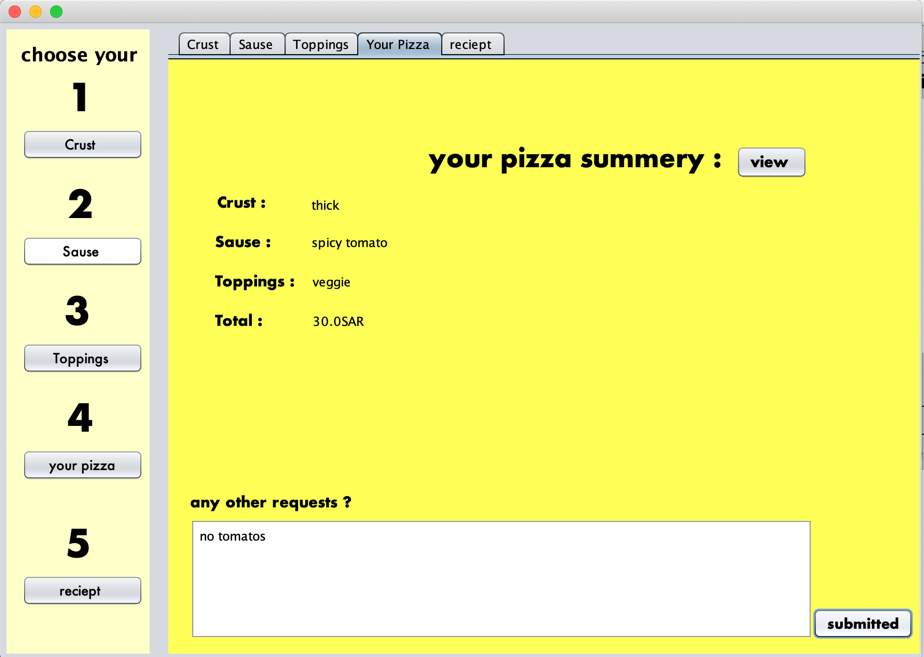 choose your
1
Crust
2
Sause
3
Toppings
4
your pizza
5
reciept
Crust Sause Toppings Your Pizza reciept
your pizza summery : view
Crust : thick
Sause : spicy tomato
Toppings : veggie
Total : 30.0SAR
any other requests ?
no tomatos
submitted